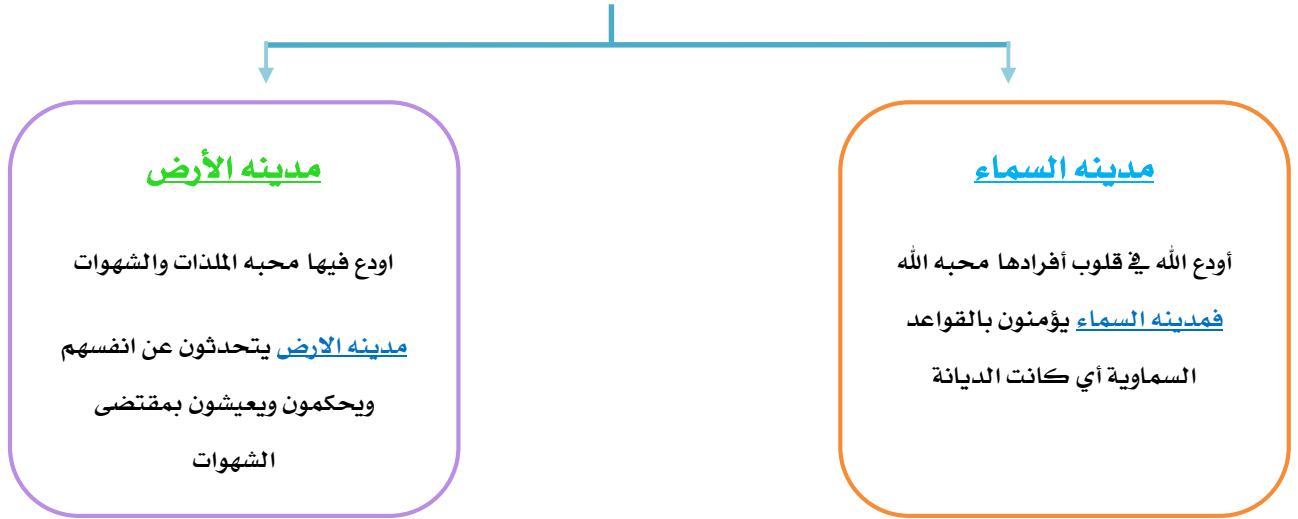 مدينه السماء
أودع الله في قلوب أفرادها محبه الله
فمدينه السماء يؤمنون بالقواعد
السماوية أي كانت الديانة
مدينه الأرض
اودع فيها محبه الملذات والشهوات
مدينه الارض يتحدثون عن انفسهم
ويحكمون ويعيشون بمقتضى
الشهوات